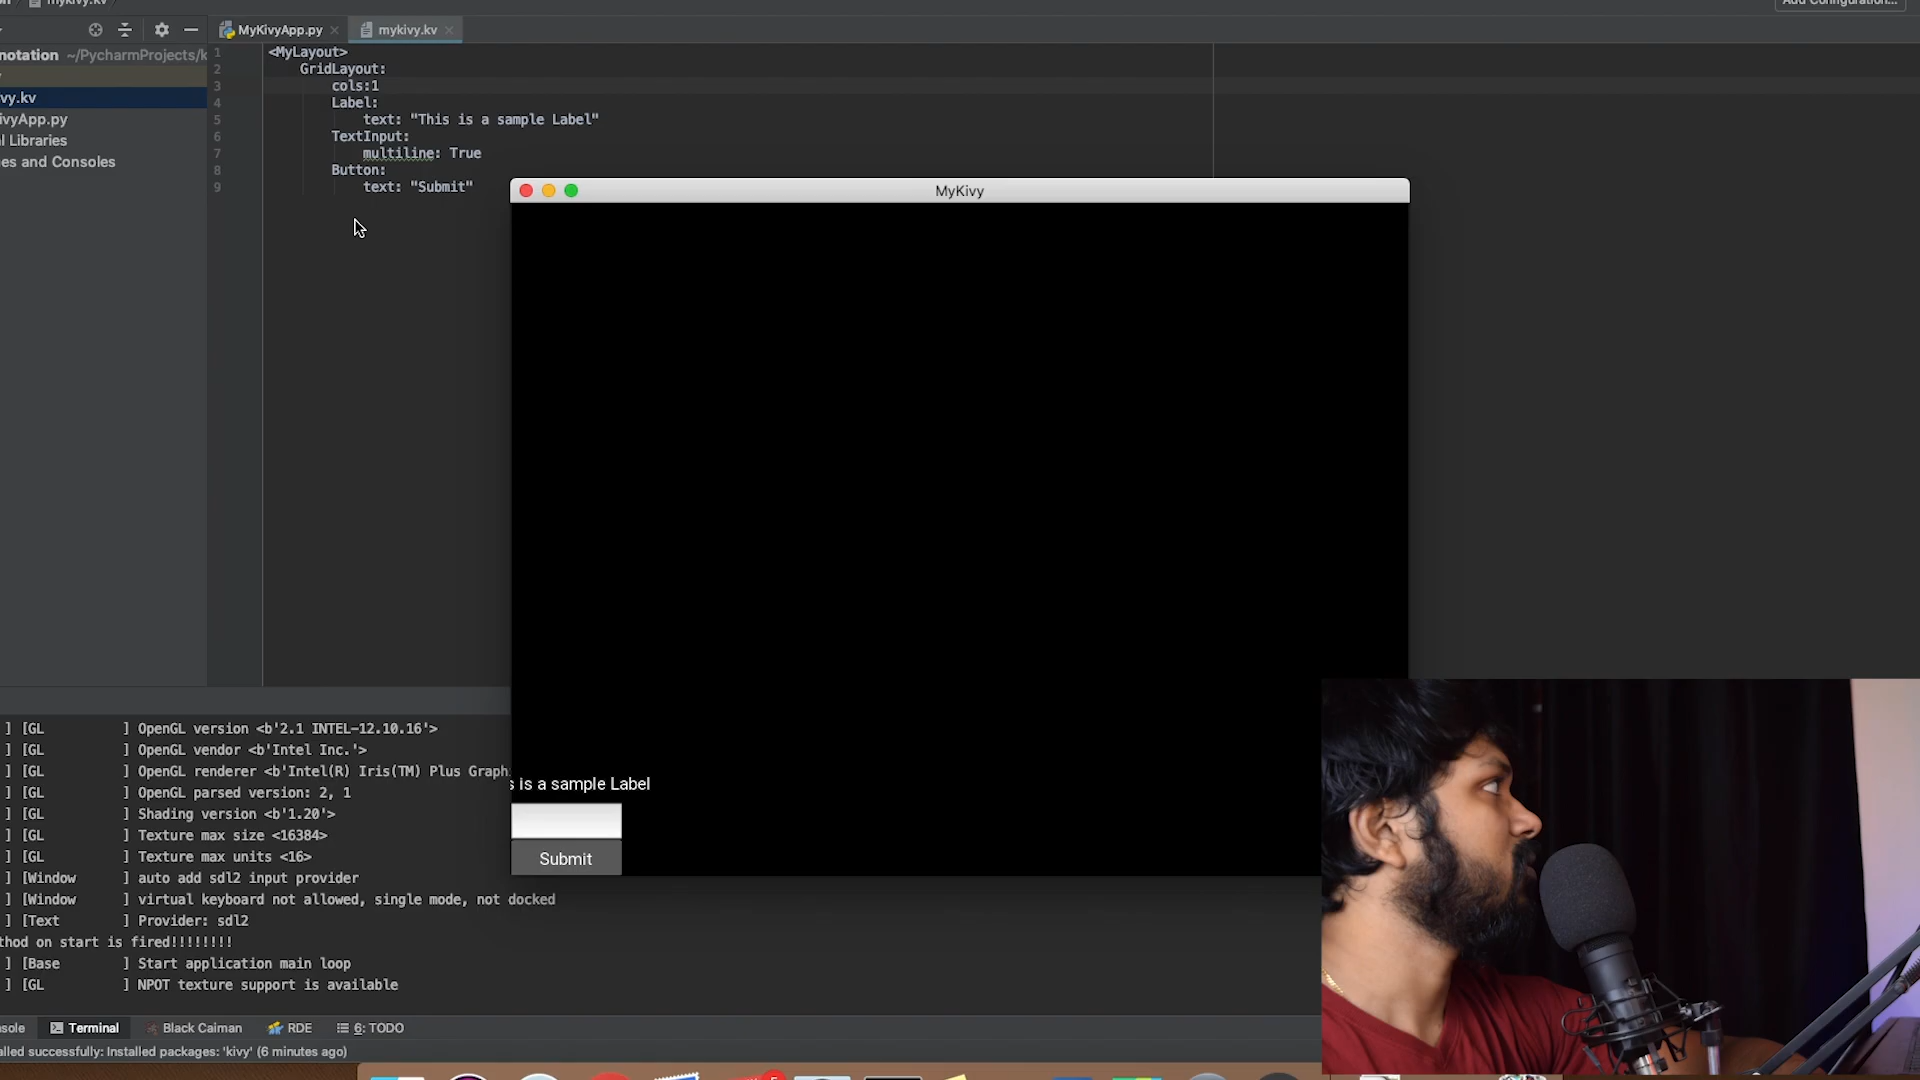 mykivy.kv
Add Configuration...
MyKivyApp.py
mykivy.kv
notation ~/PycharmProjects/k
vy.kv
ivyApp.py
l Libraries
es and Consoles
1 <MyLayout>
2 GridLayout:
3 cols:1
4 Label:
5 text: "This is a sample Label"
6 TextInput:
7 multiline: True
8 Button:
9 text: "Submit"
MyKivy
s is a sample Label
Submit
] [GL ] OpenGL version <b'2.1 INTEL-12.10.16'>
] [GL ] OpenGL vendor <b'Intel Inc.'>
] [GL ] OpenGL renderer <b'Intel(R) Iris(TM) Plus Graph
] [GL ] OpenGL parsed version: 2, 1
] [GL ] Shading version <b'1.20'>
] [GL ] Texture max size <16384>
] [GL ] Texture max units <16>
] [Window ] auto add sdl2 input provider
] [Window ] virtual keyboard not allowed, single mode, not docked
] [Text ] Provider: sdl2
thod on start is fired!!!!!!!!
] [Base ] Start application main loop
] [GL ] NPOT texture support is available
nsole Terminal Black Caiman RDE 6: TODO
alled successfully: Installed packages: 'kivy' (6 minutes ago)